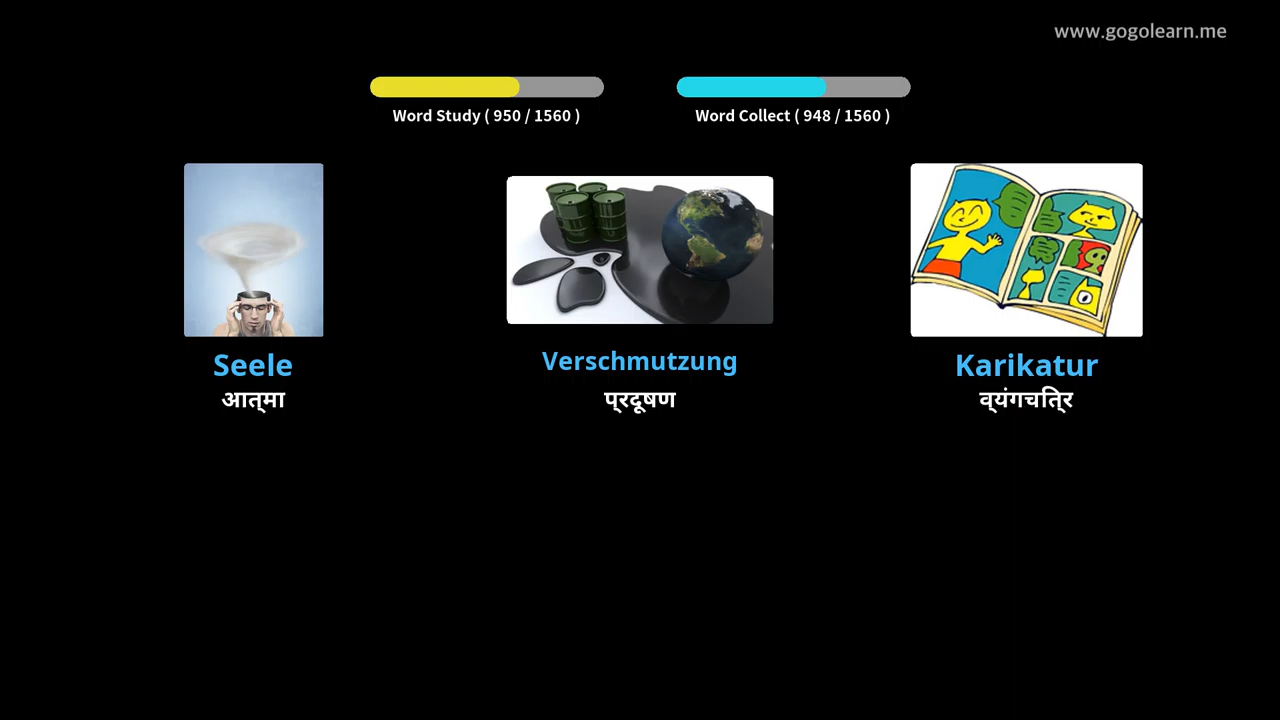 www.gogolearn.me
Word Study ( 950 / 1560 )
Word Collect ( 948 / 1560 )
Seele
Verschmutzung
Karikatur
आत्मा
प्रदूषण
व्यंगचित्र